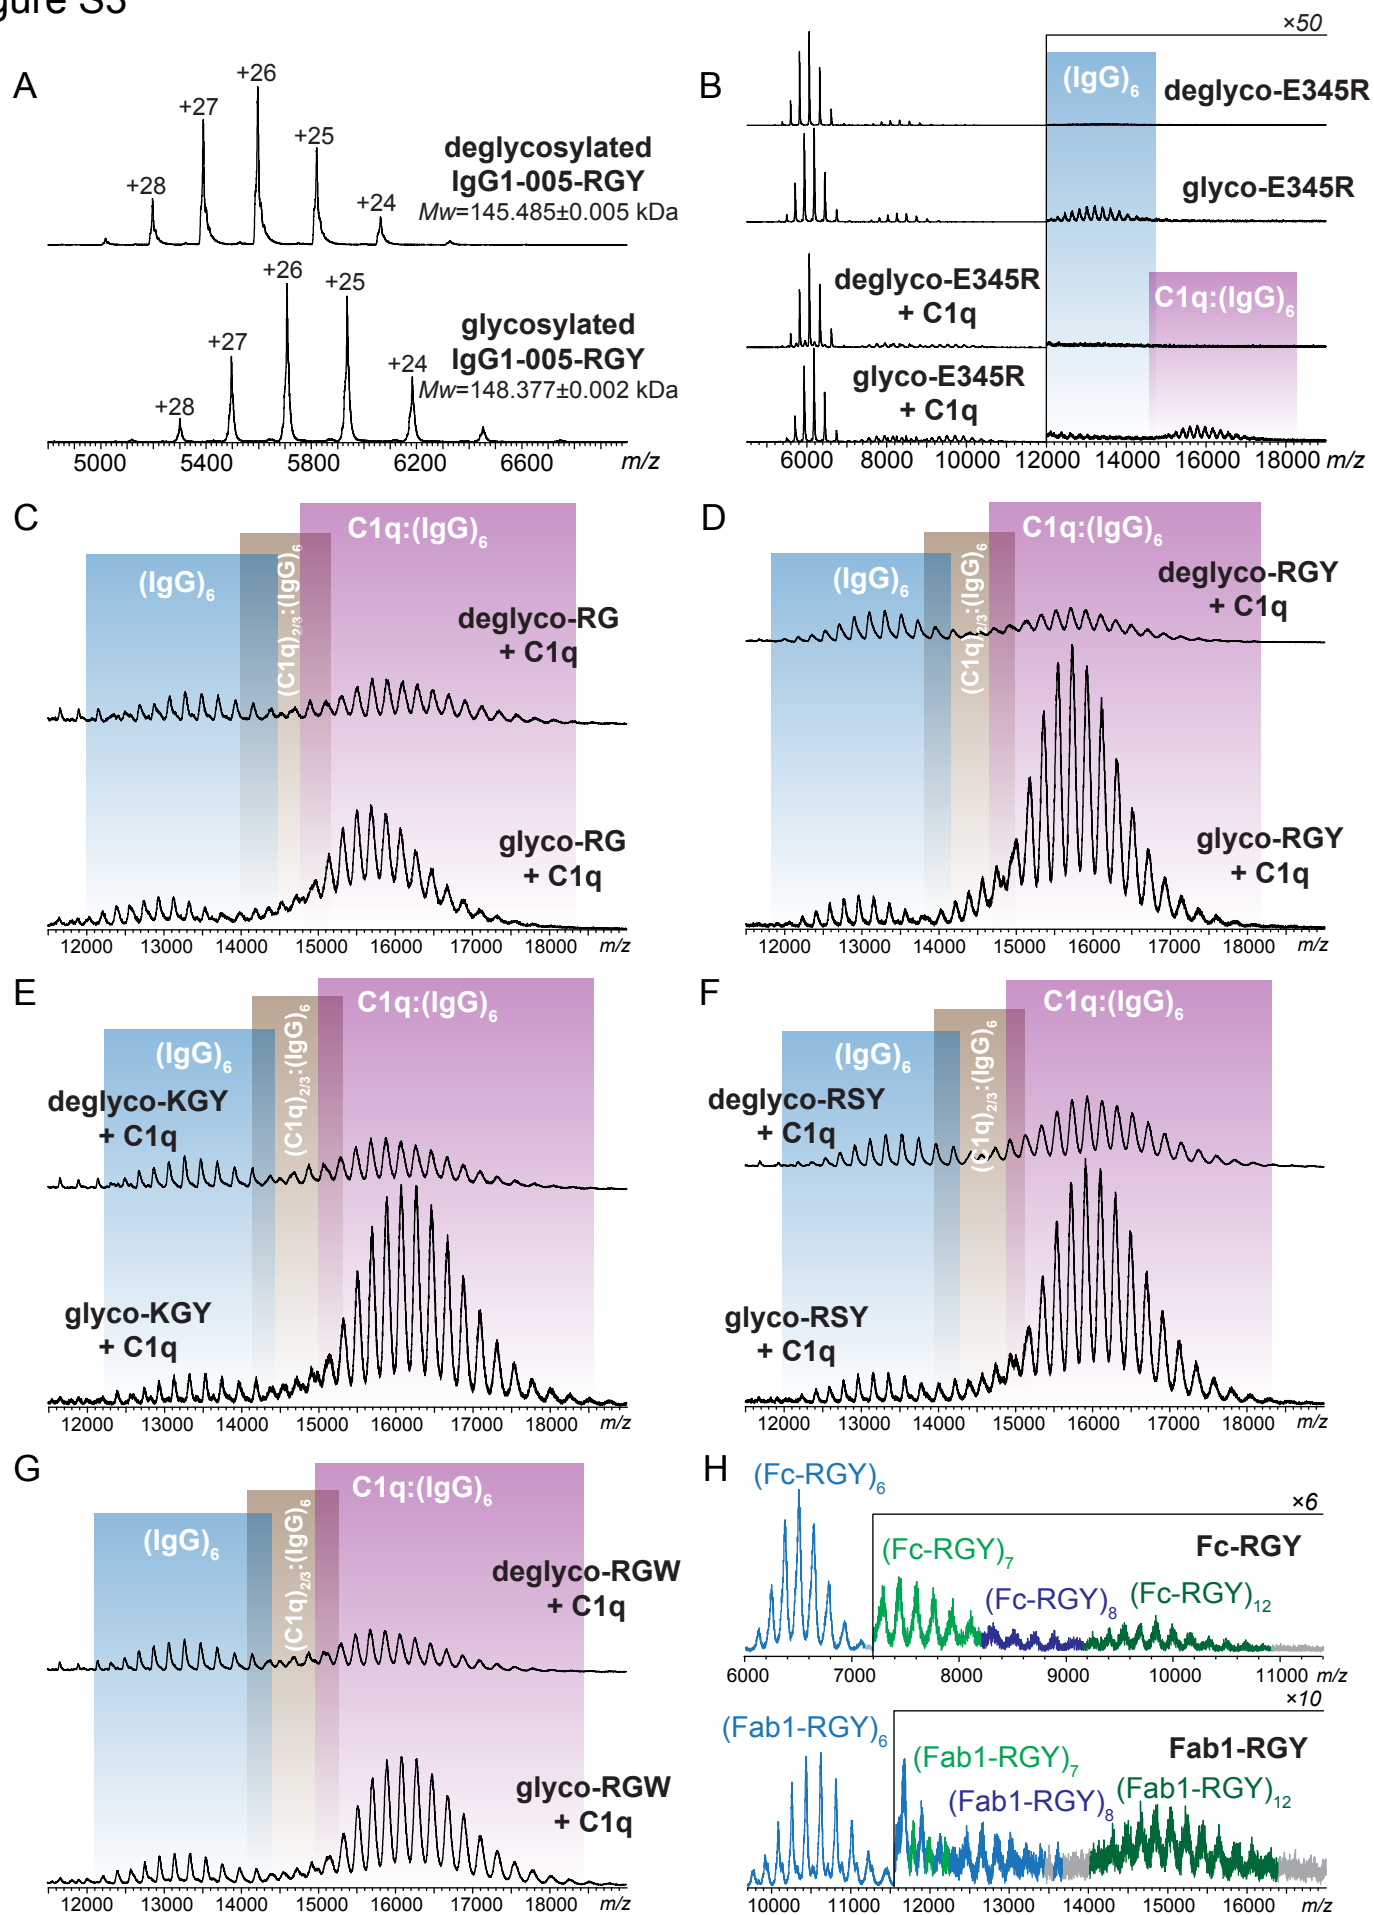 gure S3
A
+28
+27
+26
+25
+24
deglycosylated
IgG1-005-RGY
Mw=145.485±0.005 kDa
+28
+27
+26
+25
+24
glycosylated
IgG1-005-RGY
Mw=148.377±0.002 kDa
5000 5400 5800 6200 6600 m/z
B
×50
(IgG)6
deglyco-E345R
glyco-E345R
deglyco-E345R
+ C1q
C1q:(IgG)6
glyco-E345R
+ C1q
6000 8000 10000 12000 14000 16000 18000 m/z
C
(IgG)6
(C1q)2/3:(IgG)6
C1q:(IgG)6
deglyco-RG
+ C1q
glyco-RG
+ C1q
12000 13000 14000 15000 16000 17000 18000 m/z
D
(IgG)6
(C1q)2/3:(IgG)6
C1q:(IgG)6
deglyco-RGY
+ C1q
glyco-RGY
+ C1q
12000 13000 14000 15000 16000 17000 18000 m/z
E
(IgG)6
(C1q)2/3:(IgG)6
C1q:(IgG)6
deglyco-KGY
+ C1q
glyco-KGY
+ C1q
12000 13000 14000 15000 16000 17000 18000 m/z
F
(IgG)6
(C1q)2/3:(IgG)6
C1q:(IgG)6
deglyco-RSY
+ C1q
glyco-RSY
+ C1q
12000 13000 14000 15000 16000 17000 18000 m/z
G
(IgG)6
(C1q)2/3:(IgG)6
C1q:(IgG)6
deglyco-RGW
+ C1q
glyco-RGW
+ C1q
12000 13000 14000 15000 16000 17000 18000 m/z
H
(Fc-RGY)6
×6
Fc-RGY
(Fc-RGY)7
(Fc-RGY)8
(Fc-RGY)12
6000 7000 8000 9000 10000 11000 m/z
×10
(Fab1-RGY)6
Fab1-RGY
(Fab1-RGY)7
(Fab1-RGY)8
(Fab1-RGY)12
10000 11000 12000 13000 14000 15000 16000 m/z